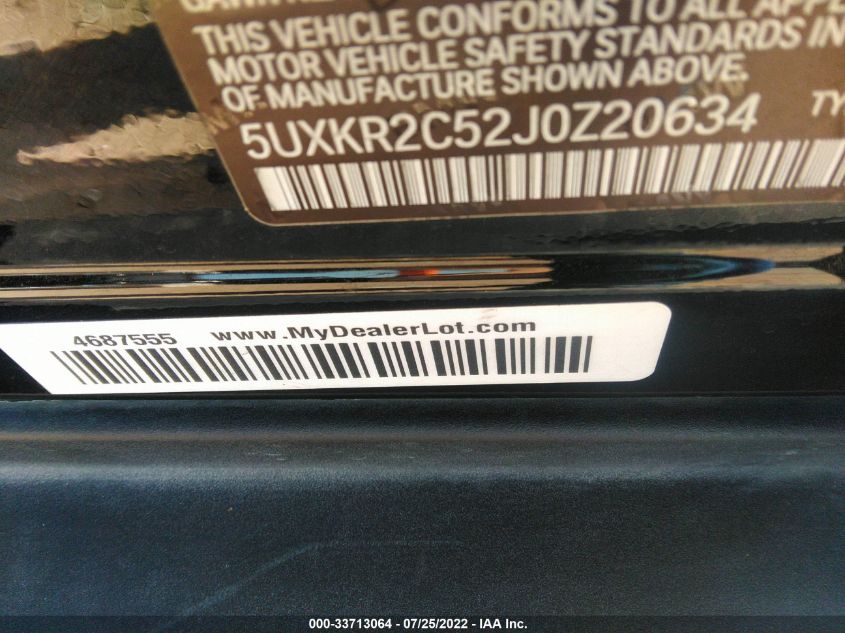 THIS VEHICLE CONFORMS TO ALL
MOTOR VEHICLE SAFETY STANDARDS IN
OF MANUFACTURE SHOWN ABOVE.
5UXKR2C52J0Z20634 TY
4687555 www.MyDealerLot.com
000-33713064 / 07/25/2022 - IAA Inc.